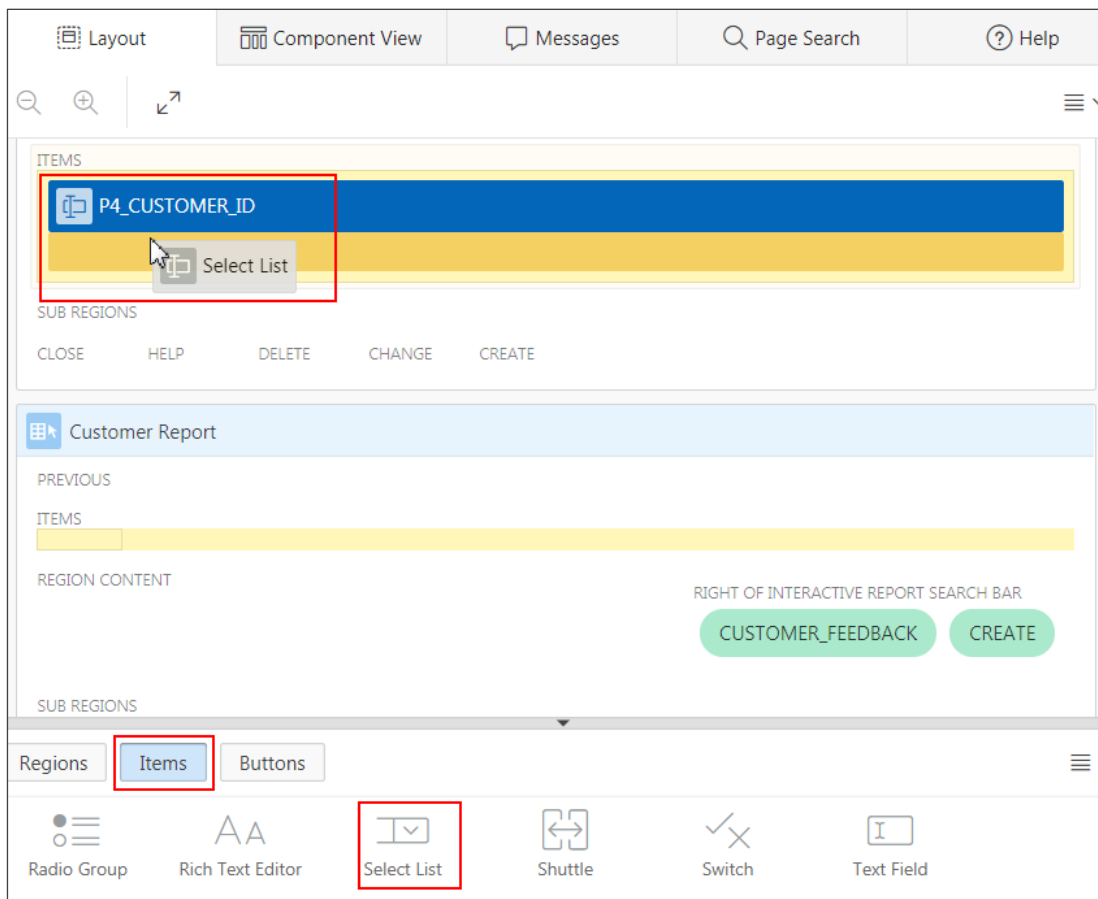 Layout Component View Messages Page Search Help
ITEMS
P4_CUSTOMER_ID
Select List
SUB REGIONS
CLOSE HELP DELETE CHANGE CREATE
Customer Report
PREVIOUS
ITEMS
REGION CONTENT
RIGHT OF INTERACTIVE REPORT SEARCH BAR
CUSTOMER_FEEDBACK CREATE
SUB REGIONS
Regions Items Buttons
Radio Group Rich Text Editor Select List Shuttle Switch Text Field